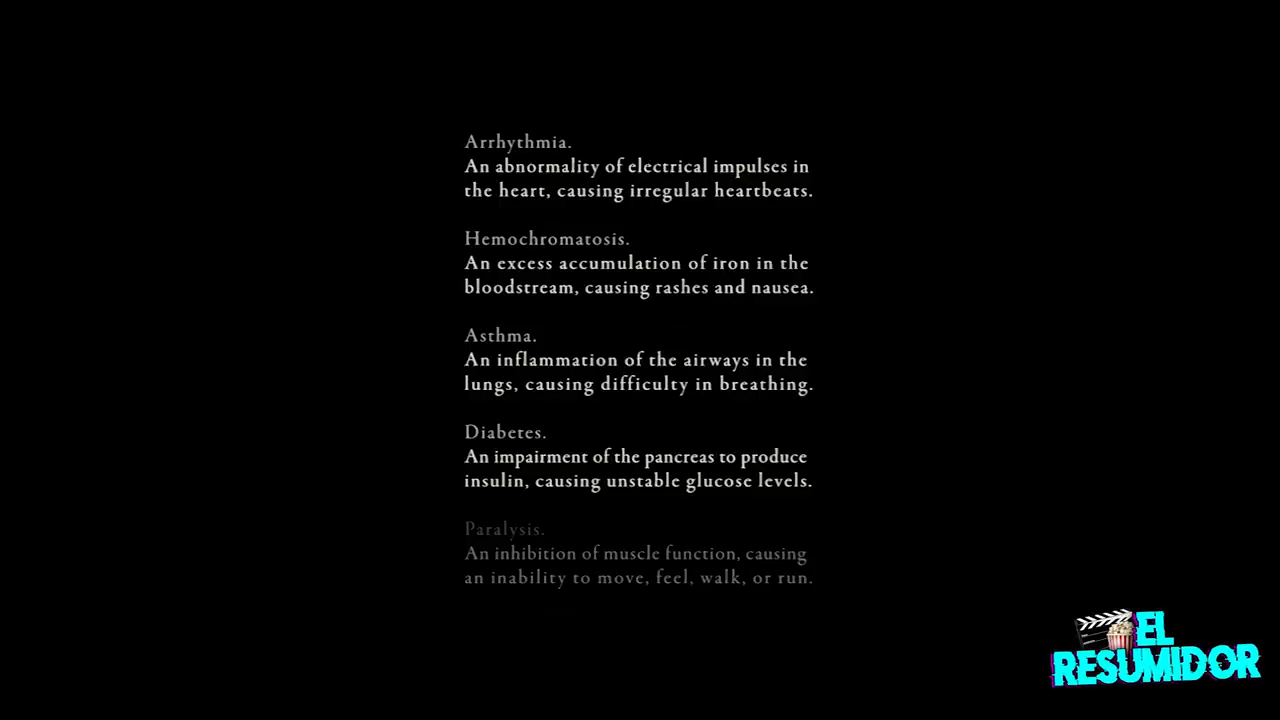 Arrhythmia.
An abnormality of electrical impulses in
the heart, causing irregular heartbeats.
Hemochromatosis.
An excess accumulation of iron in the
bloodstream, causing rashes and nausea.
Asthma.
An inflammation of the airways in the
lungs, causing difficulty in breathing.
Diabetes.
An impairment of the pancreas to produce
insulin, causing unstable glucose levels.
Paralysis.
An inhibition of muscle function, causing
an inability to move, feel, walk, or run.
EL
RESUMIDOR